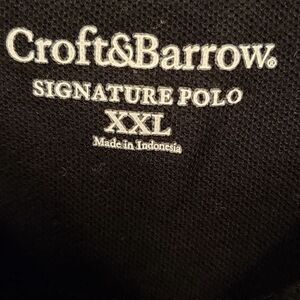 Croft&Barrow®
SIGNATURE POLO
XXL
Made in Indonesia